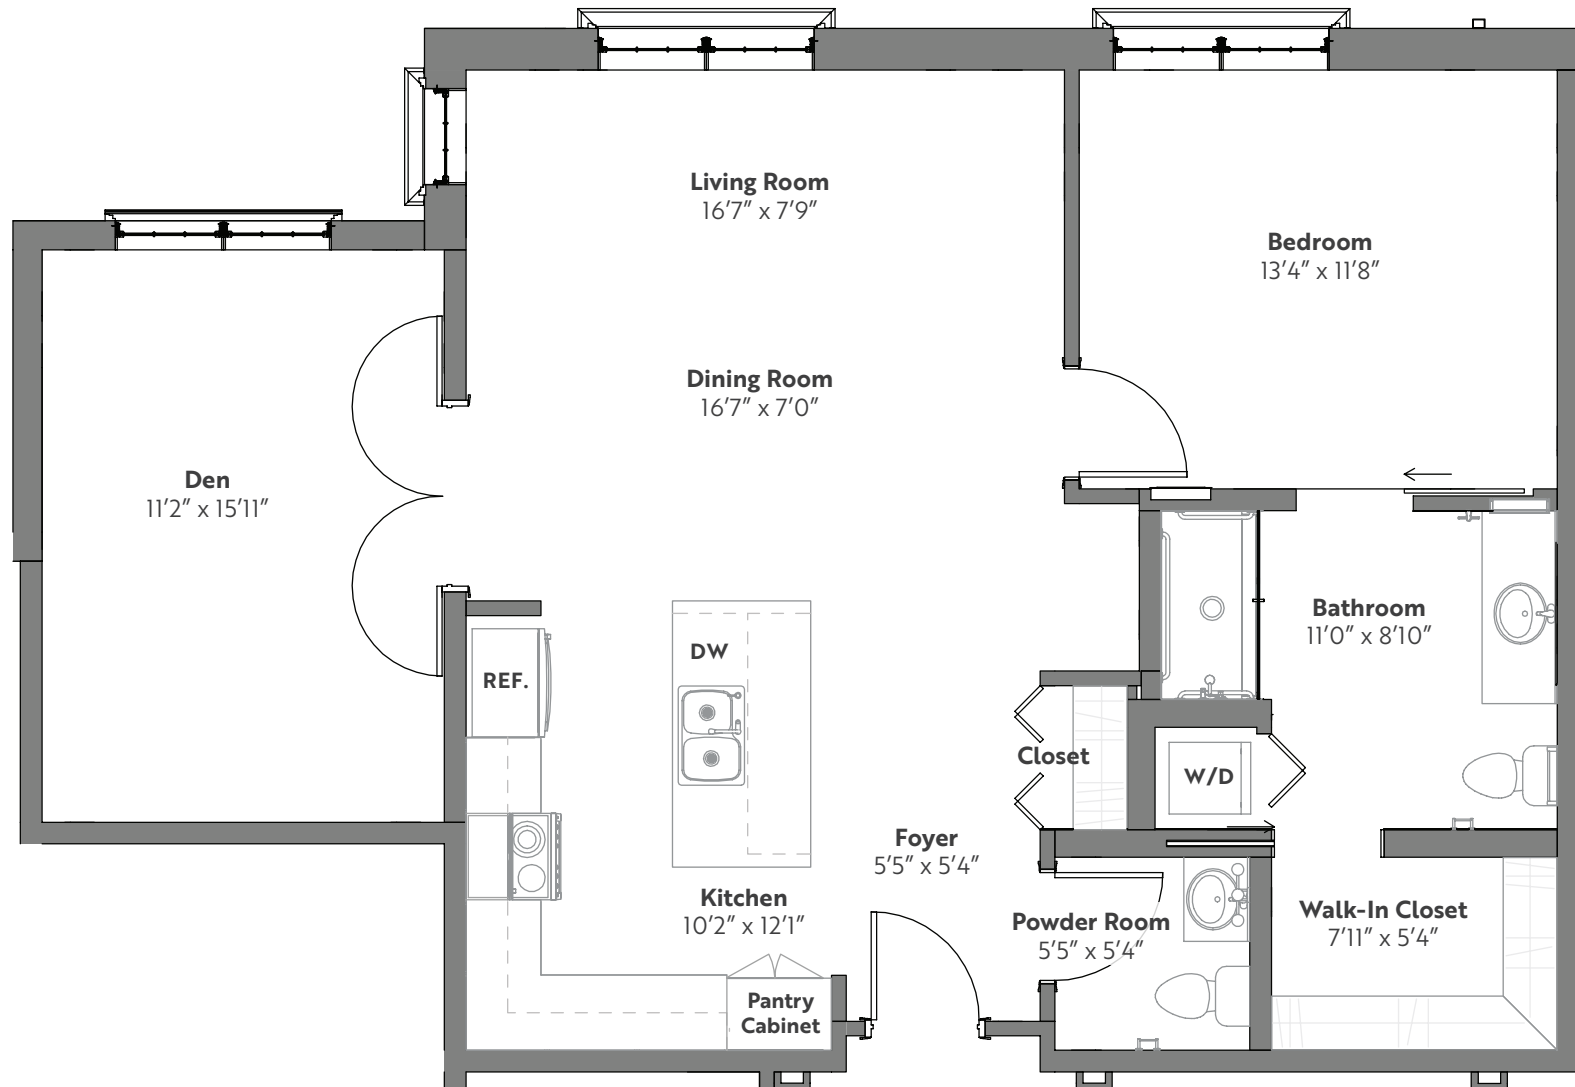 Living Room
16’7” x 7’9”
Bedroom
13’4” x 11’8”
Dining Room
16’7” x 7’0”
Den
11’2” x 15’11”
Bathroom
11’0” x 8’10”
DW
REF.
Closet
W/D
Foyer
5’5” x 5’4”
Kitchen
10’2” x 12’1”
Powder Room
5’5” x 5’4”
Walk-In Closet
7’11” x 5’4”
Pantry
Cabinet